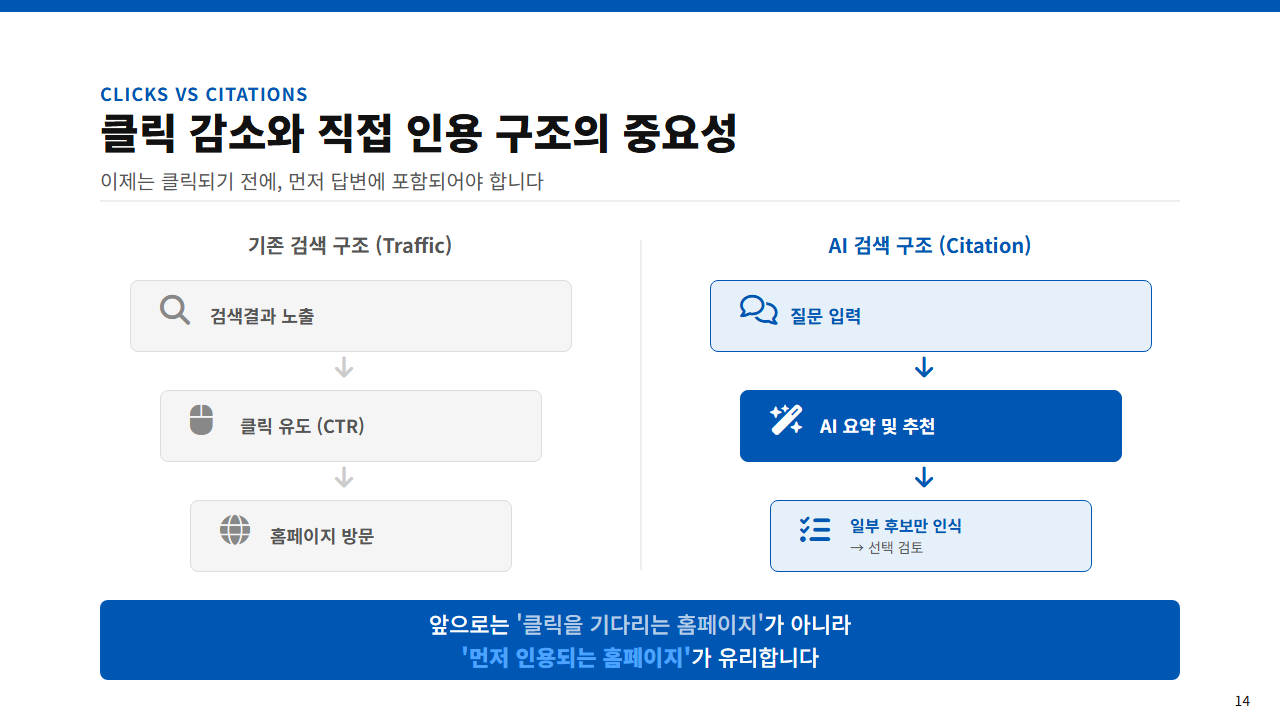 CLICKS VS CITATIONS
클릭 감소와 직접 인용 구조의 중요성
이제는 클릭되기 전에, 먼저 답변에 포함되어야 합니다
기존 검색 구조 (Traffic)
검색결과 노출
클릭 유도 (CTR)
홈페이지 방문
AI 검색 구조 (Citation)
질문 입력
AI 요약 및 추천
일부 후보만 인식
→ 선택 검토
앞으로는 '클릭을 기다리는 홈페이지'가 아니라
'먼저 인용되는 홈페이지'가 유리합니다
14